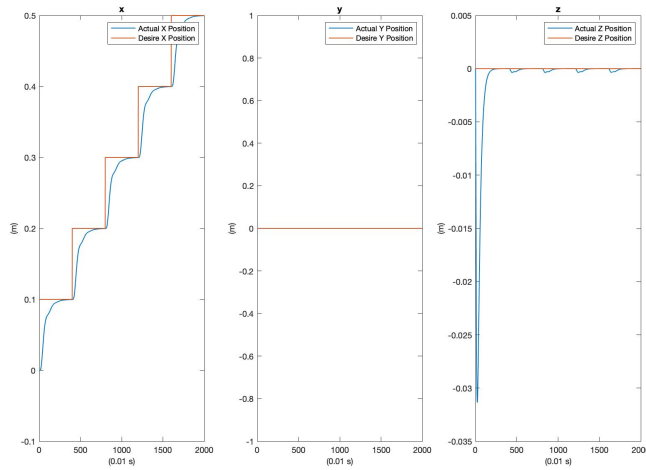 x
Actual X Position
Desire X Position
0.5
0.4
0.3
0.2
0.1
0
-0.1
(m)
0 500 1000 1500 2000
(0.01 s)
y
Actual Y Position
Desire Y Position
1
0.8
0.6
0.4
0.2
0
-0.2
-0.4
-0.6
-0.8
-1
(m)
0 500 1000 1500 2000
(0.01 s)
z
Actual Z Position
Desire Z Position
0.005
0
-0.005
-0.01
-0.015
-0.02
-0.025
-0.03
-0.035
(m)
0 500 1000 1500 2000
(0.01 s)